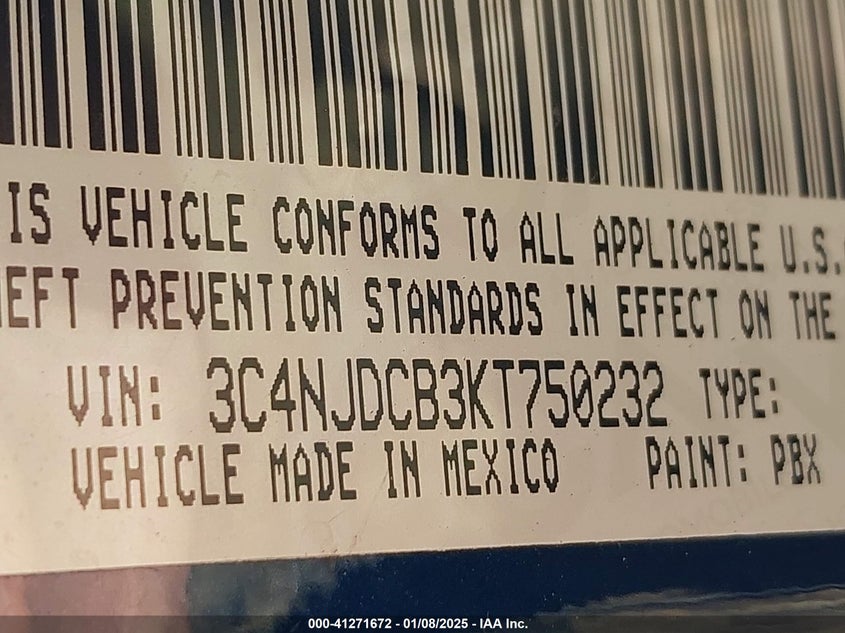 IS VEHICLE CONFORMS TO ALL APPLICABLE U.S.
EFT PREVENTION STANDARDS IN EFFECT ON THE
VIN: 3C4NJDCB3KT750232 TYPE:
VEHICLE MADE IN MEXICO PAINT: PBX
000-41271672 - 01/08/2025 - IAA Inc.